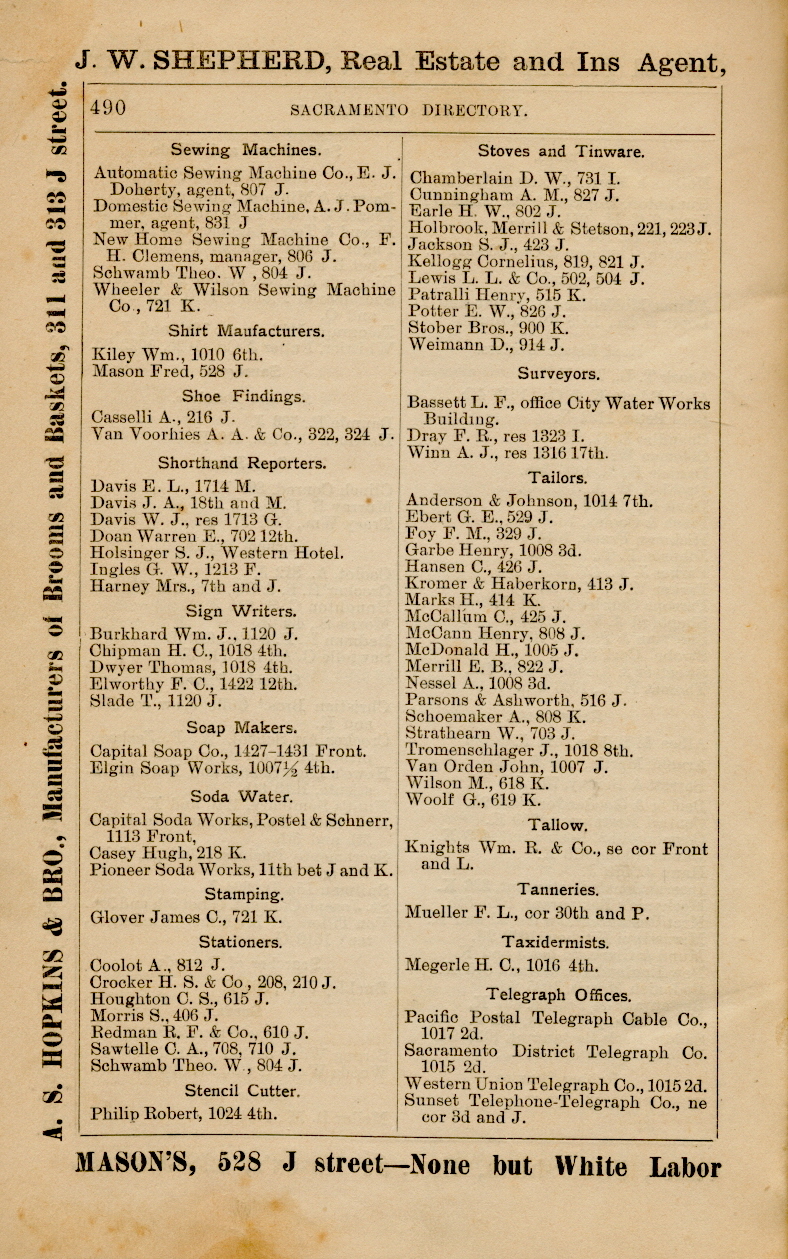 J. W. SHEPHERD, Real Estate and Ins Agent,
A. S. HOPKINS & BRO., Manufacturers of Brooms and Baskets, 311 and 313 J street.
490 SACRAMENTO DIRECTORY.
Sewing Machines.
Automatic Sewing Machine Co., E. J.
Doherty, agent, 807 J.
Domestic Sewing Machine, A. J. Pom-
mer, agent, 831 J
New Home Sewing Machine Co., F.
H. Clemens, manager, 806 J.
Schwamb Theo. W , 804 J.
Wheeler & Wilson Sewing Machine
Co., 721 K.
Shirt Maufacturers.
Kiley Wm., 1010 6th.
Mason Fred, 528 J.
Shoe Findings.
Casselli A., 216 J.
Van Voorhies A. A. & Co., 322, 324 J.
Shorthand Reporters.
Davis E. L., 1714 M.
Davis J. A., 18th and M.
Davis W. J., res 1713 G.
Doan Warren E., 702 12th.
Holsinger S. J., Western Hotel.
Ingles G. W., 1213 F.
Harney Mrs., 7th and J.
Sign Writers.
Burkhard Wm. J., 1120 J.
Chipman H. C., 1018 4th.
Dwyer Thomas, 1018 4th.
Elworthy F. C., 1422 12th.
Slade T., 1120 J.
Soap Makers.
Capital Soap Co., 1427-1431 Front.
Elgin Soap Works, 1007½ 4th.
Soda Water.
Capital Soda Works, Postel & Schnerr,
1113 Front,
Casey Hugh, 218 K.
Pioneer Soda Works, 11th bet J and K.
Stamping.
Glover James C., 721 K.
Stationers.
Coolot A., 812 J.
Crocker H. S. & Co , 208, 210 J.
Houghton C. S., 615 J.
Morris S., 406 J.
Redman R. F. & Co., 610 J.
Sawtelle C. A., 708, 710 J.
Schwamb Theo. W , 804 J.
Stencil Cutter.
Philip Robert, 1024 4th.
Stoves and Tinware.
Chamberlain D. W., 731 I.
Cunningham A. M., 827 J.
Earle H. W., 802 J.
Holbrook, Merrill & Stetson, 221, 223 J.
Jackson S. J., 423 J.
Kellogg Cornelius, 819, 821 J.
Lewis L. L. & Co., 502, 504 J.
Patralli Henry, 515 K.
Potter E. W., 826 J.
Stober Bros., 900 K.
Weimann D., 914 J.
Surveyors.
Bassett L. F., office City Water Works
Building.
Dray F. R., res 1323 I.
Winn A. J., res 1316 17th.
Tailors.
Anderson & Johnson, 1014 7th.
Ebert G. E., 529 J.
Foy F. M., 329 J.
Garbe Henry, 1008 3d.
Hansen C., 426 J.
Kromer & Haberkorn, 413 J.
Marks H., 414 K.
McCallum C., 425 J.
McCann Henry, 808 J.
McDonald H., 1005 J.
Merrill E. B., 822 J.
Nessel A., 1008 3d.
Parsons & Ashworth, 516 J.
Schoemaker A., 808 K.
Strathearn W., 703 J.
Tromenschlager J., 1018 8th.
Van Orden John, 1007 J.
Wilson M., 618 K.
Woolf G., 619 K.
Tallow.
Knights Wm. R. & Co., se cor Front
and L.
Tanneries.
Mueller F. L., cor 30th and P.
Taxidermists.
Megerle H. C., 1016 4th.
Telegraph Offices.
Pacific Postal Telegraph Cable Co.,
1017 2d.
Sacramento District Telegraph Co.
1015 2d.
Western Union Telegraph Co., 1015 2d.
Sunset Telephone-Telegraph Co., ne
cor 3d and J.
MASON'S, 528 J street—None but White Labor